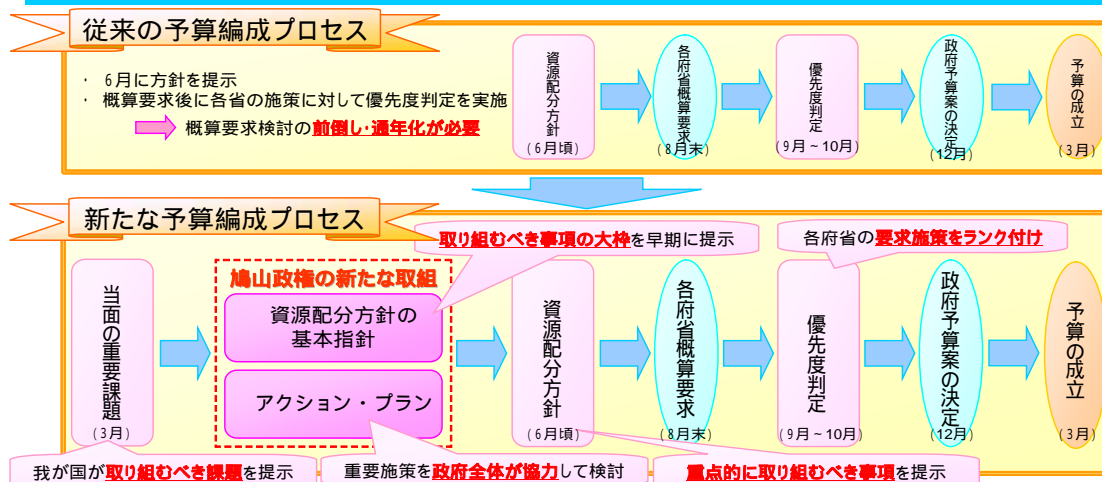 従来の予算編成プロセス
・ 6月に方針を提示
・ 概算要求後に各省の施策に対して優先度判定を実施
概算要求検討の前倒し・通年化が必要
資源配分方針
(6月頃)
各府省概算要求
(8月末)
優先度判定
(9月~10月)
政府予算案の決定
(12月)
予算の成立
(3月)
新たな予算編成プロセス
取り組むべき事項の大枠を早期に提示
各府省の要求施策をランク付け
当面の重要課題
(3月)
鳩山政権の新たな取組
資源配分方針の
基本指針
アクション・プラン
資源配分方針
(6月頃)
各府省概算要求
(8月末)
優先度判定
(9月~10月)
政府予算案の決定
(12月)
予算の成立
(3月)
我が国が取り組むべき課題を提示
重要施策を政府全体が協力して検討
重点的に取り組むべき事項を提示